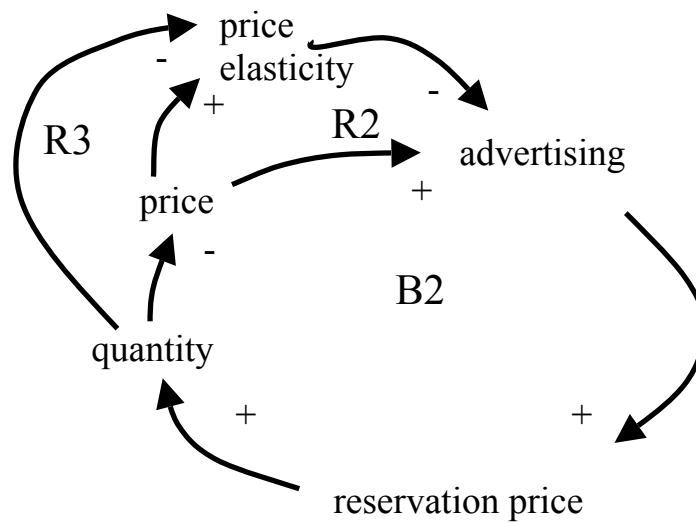 price
elasticity
-
-
+
R3
R2
advertising
price
+
-
B2
quantity
+
+
reservation price